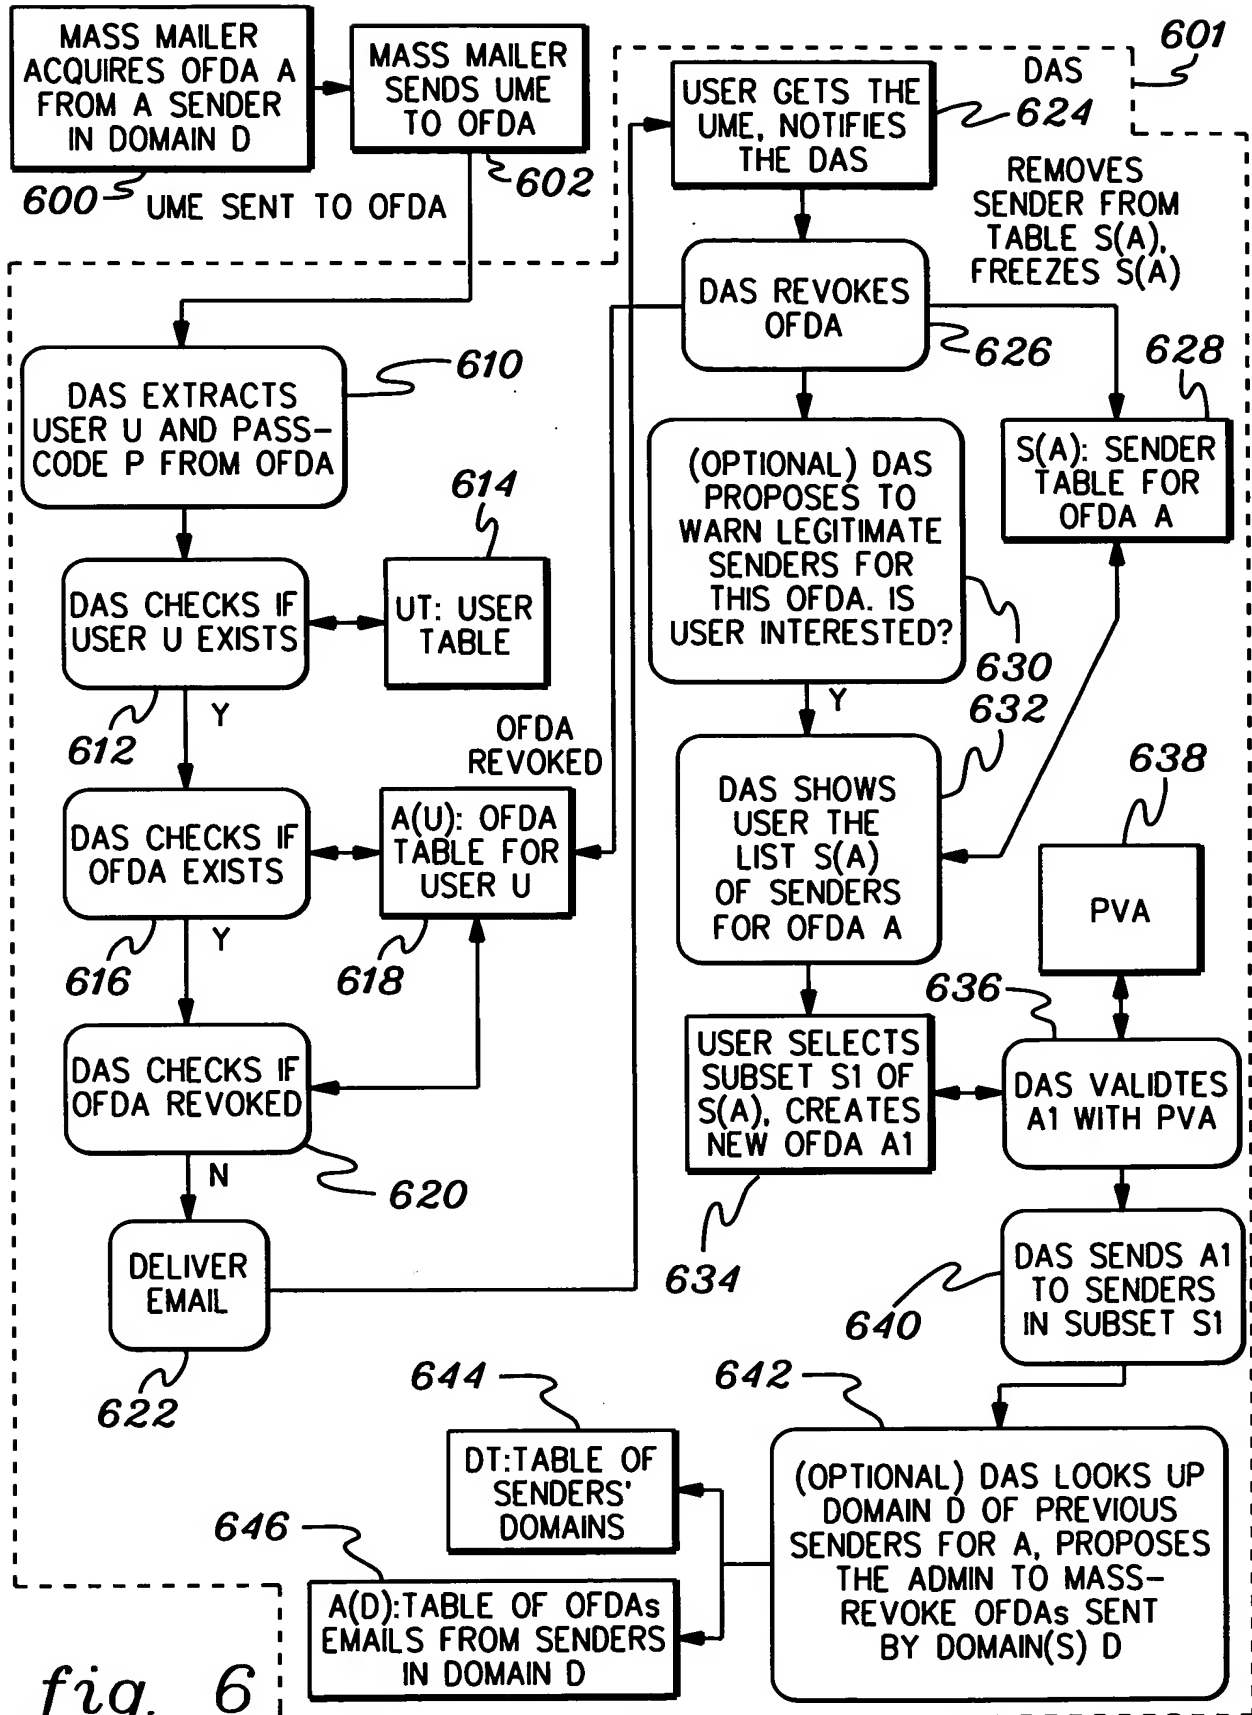 MASS MAILER
ACQUIRES OFDA A
FROM A SENDER
IN DOMAIN D
600
MASS MAILER
SENDS UME
TO OFDA
602
UME SENT TO OFDA
601
DAS
USER GETS THE
UME, NOTIFIES
THE DAS
624
REMOVES
SENDER FROM
TABLE S(A),
FREEZES S(A)
DAS REVOKES
OFDA
626
628
S(A): SENDER
TABLE FOR
OFDA A
DAS EXTRACTS
USER U AND PASS-
CODE P FROM OFDA
610
614
DAS CHECKS IF
USER U EXISTS
UT: USER
TABLE
612
Y
(OPTIONAL) DAS
PROPOSES TO
WARN LEGITIMATE
SENDERS FOR
THIS OFDA. IS
USER INTERESTED?
630
Y
632
OFDA
REVOKED
DAS CHECKS IF
OFDA EXISTS
A(U): OFDA
TABLE FOR
USER U
616
Y
618
DAS SHOWS
USER THE
LIST S(A)
OF SENDERS
FOR OFDA A
638
PVA
636
DAS CHECKS IF
OFDA REVOKED
N
620
USER SELECTS
SUBSET S1 OF
S(A), CREATES
NEW OFDA A1
634
DAS VALIDTES
A1 WITH PVA
DELIVER
EMAIL
622
DAS SENDS A1
TO SENDERS
IN SUBSET S1
640
644
642
DT:TABLE OF
SENDERS'
DOMAINS
646
A(D):TABLE OF OFDAs
EMAILS FROM SENDERS
IN DOMAIN D
(OPTIONAL) DAS LOOKS UP
DOMAIN D OF PREVIOUS
SENDERS FOR A, PROPOSES
THE ADMIN TO MASS-
REVOKE OFDAs SENT
BY DOMAIN(S) D
fig. 6